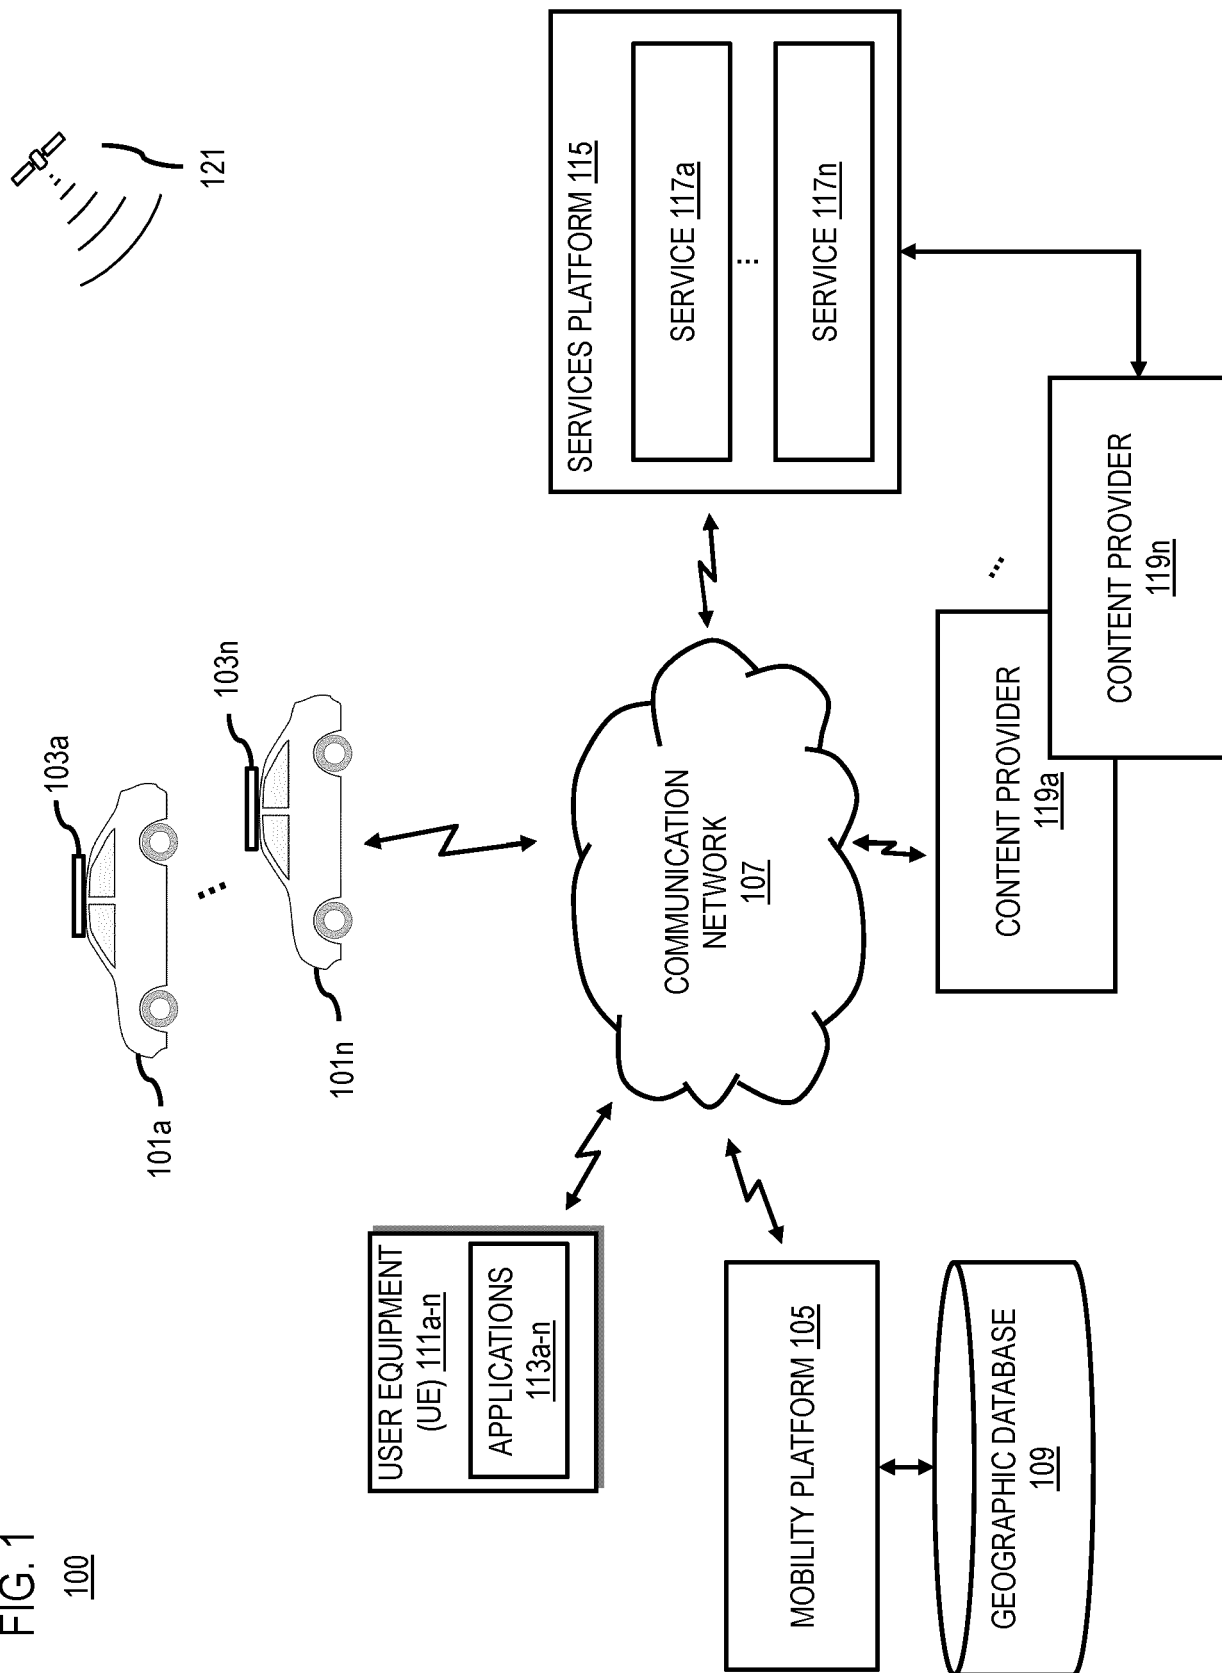 FIG. 1
100
101a
103a
...
101n
103n
121
USER EQUIPMENT
(UE) 111a-n
APPLICATIONS
113a-n
COMMUNICATION
NETWORK
107
SERVICES PLATFORM 115
SERVICE 117a
...
SERVICE 117n
MOBILITY PLATFORM 105
GEOGRAPHIC DATABASE
109
CONTENT PROVIDER
119a
...
CONTENT PROVIDER
119n